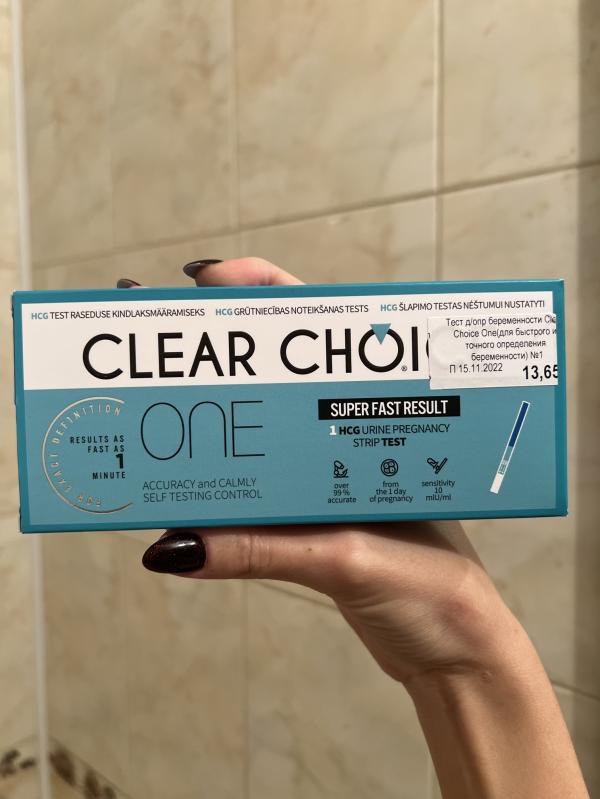 HCG TEST RASEDUSE KINDLAKSMÄÄRAMISEKS HCG GRŪTNIECĪBAS NOTEIKŠANAS TESTS HCG ŠLAPIMO TESTAS NĖŠTUMUI NUSTATYTI
CLEAR
®
Тест д/опр беременности
Choice One(для быстрого и
точного определения
беременности) №1
П 15.11.2022 13,65
FOR EXACT DEFINITION
RESULTS AS
FAST AS
1
MINUTE
ONE
ACCURACY and CALMLY
SELF TESTING CONTROL
SUPER FAST RESULT
1 HCG URINE PREGNANCY
STRIP TEST
over
99 %
accurate
from
the 1 day
of pregnancy
sensitivity
10
mIU/ml